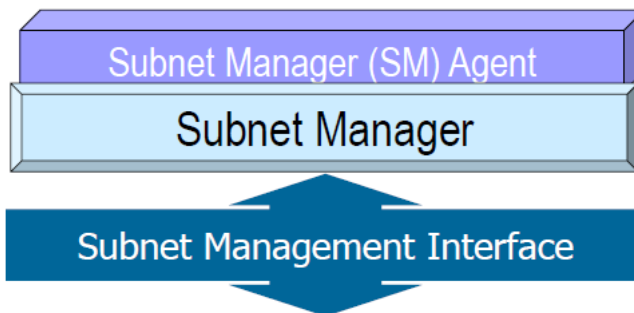 Subnet Manager (SM) Agent
Subnet Manager
Subnet Management Interface